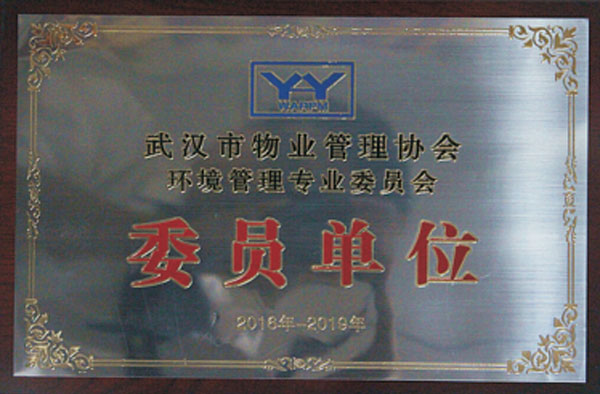 武汉市物业管理协会
环境管理专业委员会
委员单位
2016年-2019年